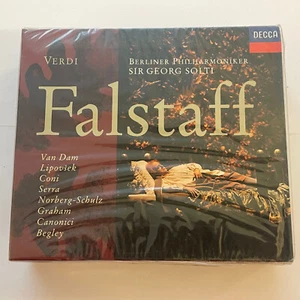 DECCA
VERDI
BERLINER PHILHARMONIKER
SIR GEORG SOLTI
Falstaff
Van Dam
Lipovšek
Coni
Serra
Norberg-Schulz
Graham
Canonici
Begley